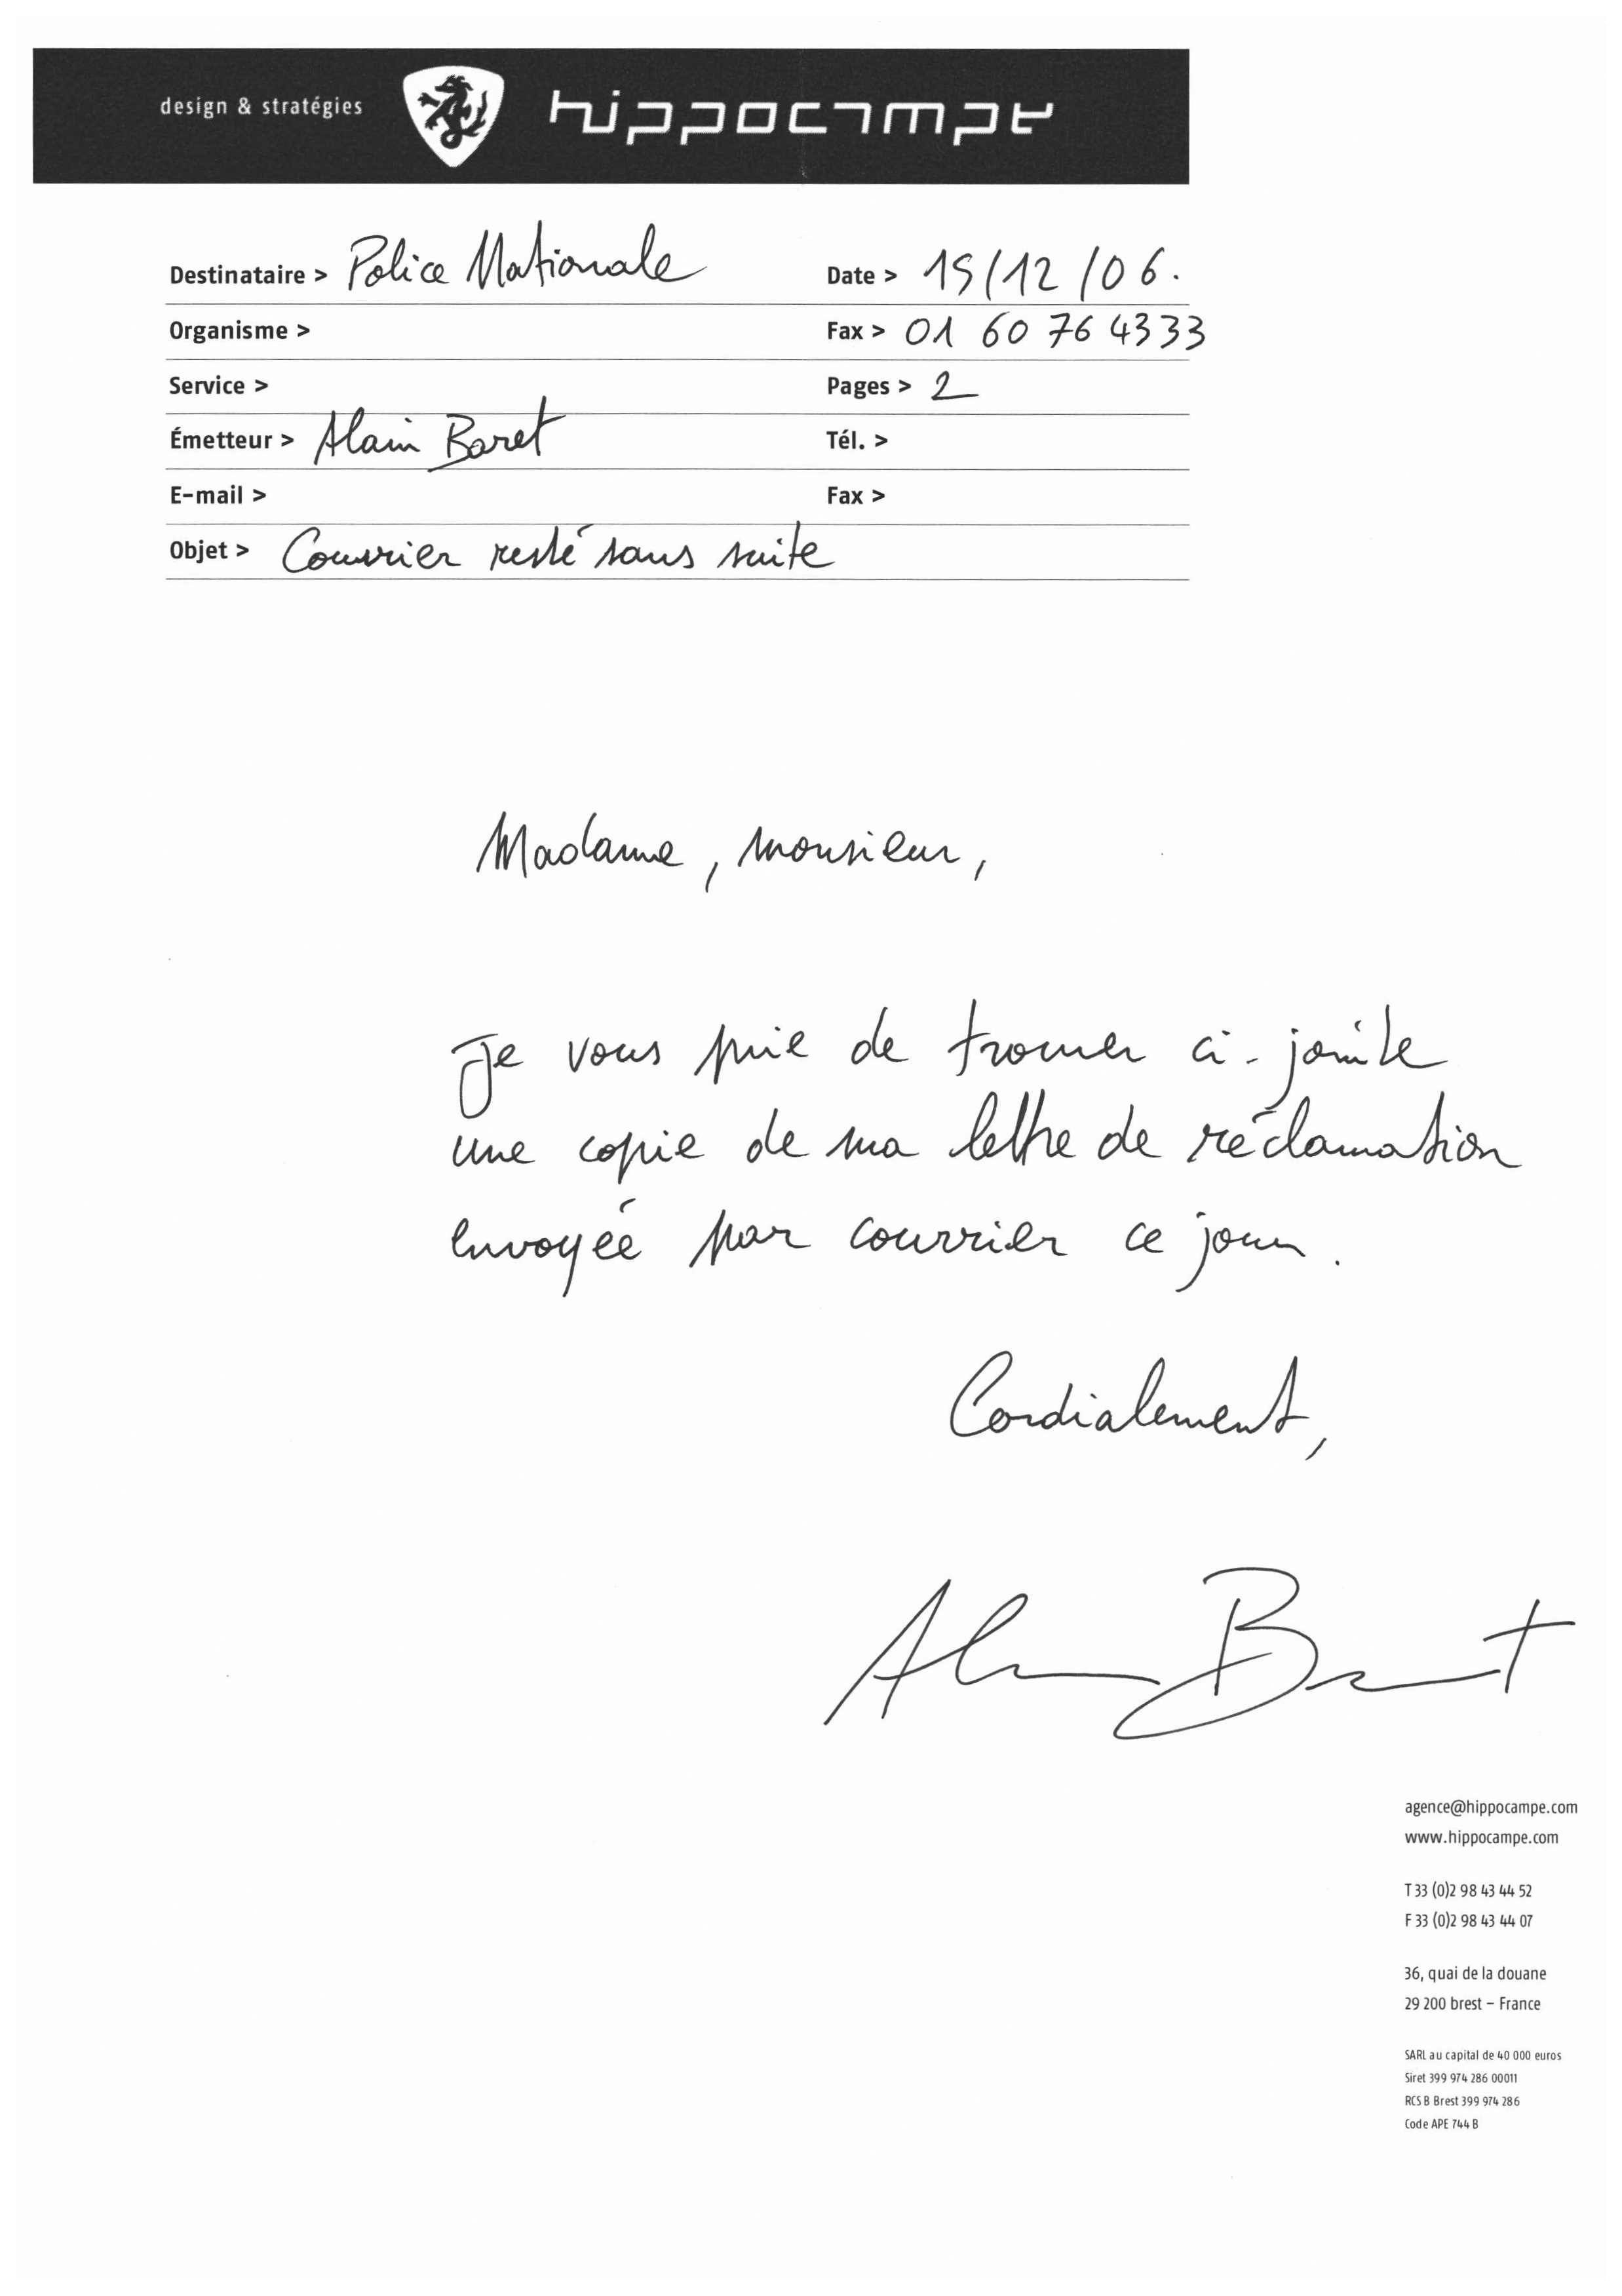 design & stratégies hippocampe
Destinataire > Police Nationale Date > 15/12/06.
Organisme > Fax > 01 60 76 43 33
Service > Pages > 2
Émetteur > Alain Baret Tél. >
E-mail > Fax >
Objet > Courrier resté sans suite
Madame, monsieur,
Je vous prie de trouver ci-jointe
une copie de ma lettre de réclamation
envoyée par courrier ce jour.
Cordialement,
agence@hippocampe.com
www.hippocampe.com
T 33 (0)2 98 43 44 52
F 33 (0)2 98 43 44 07
36, quai de la douane
29 200 brest – France
SARL au capital de 40 000 euros
Siret 399 974 286 00011
RCS B Brest 399 974 286
Code APE 744 B